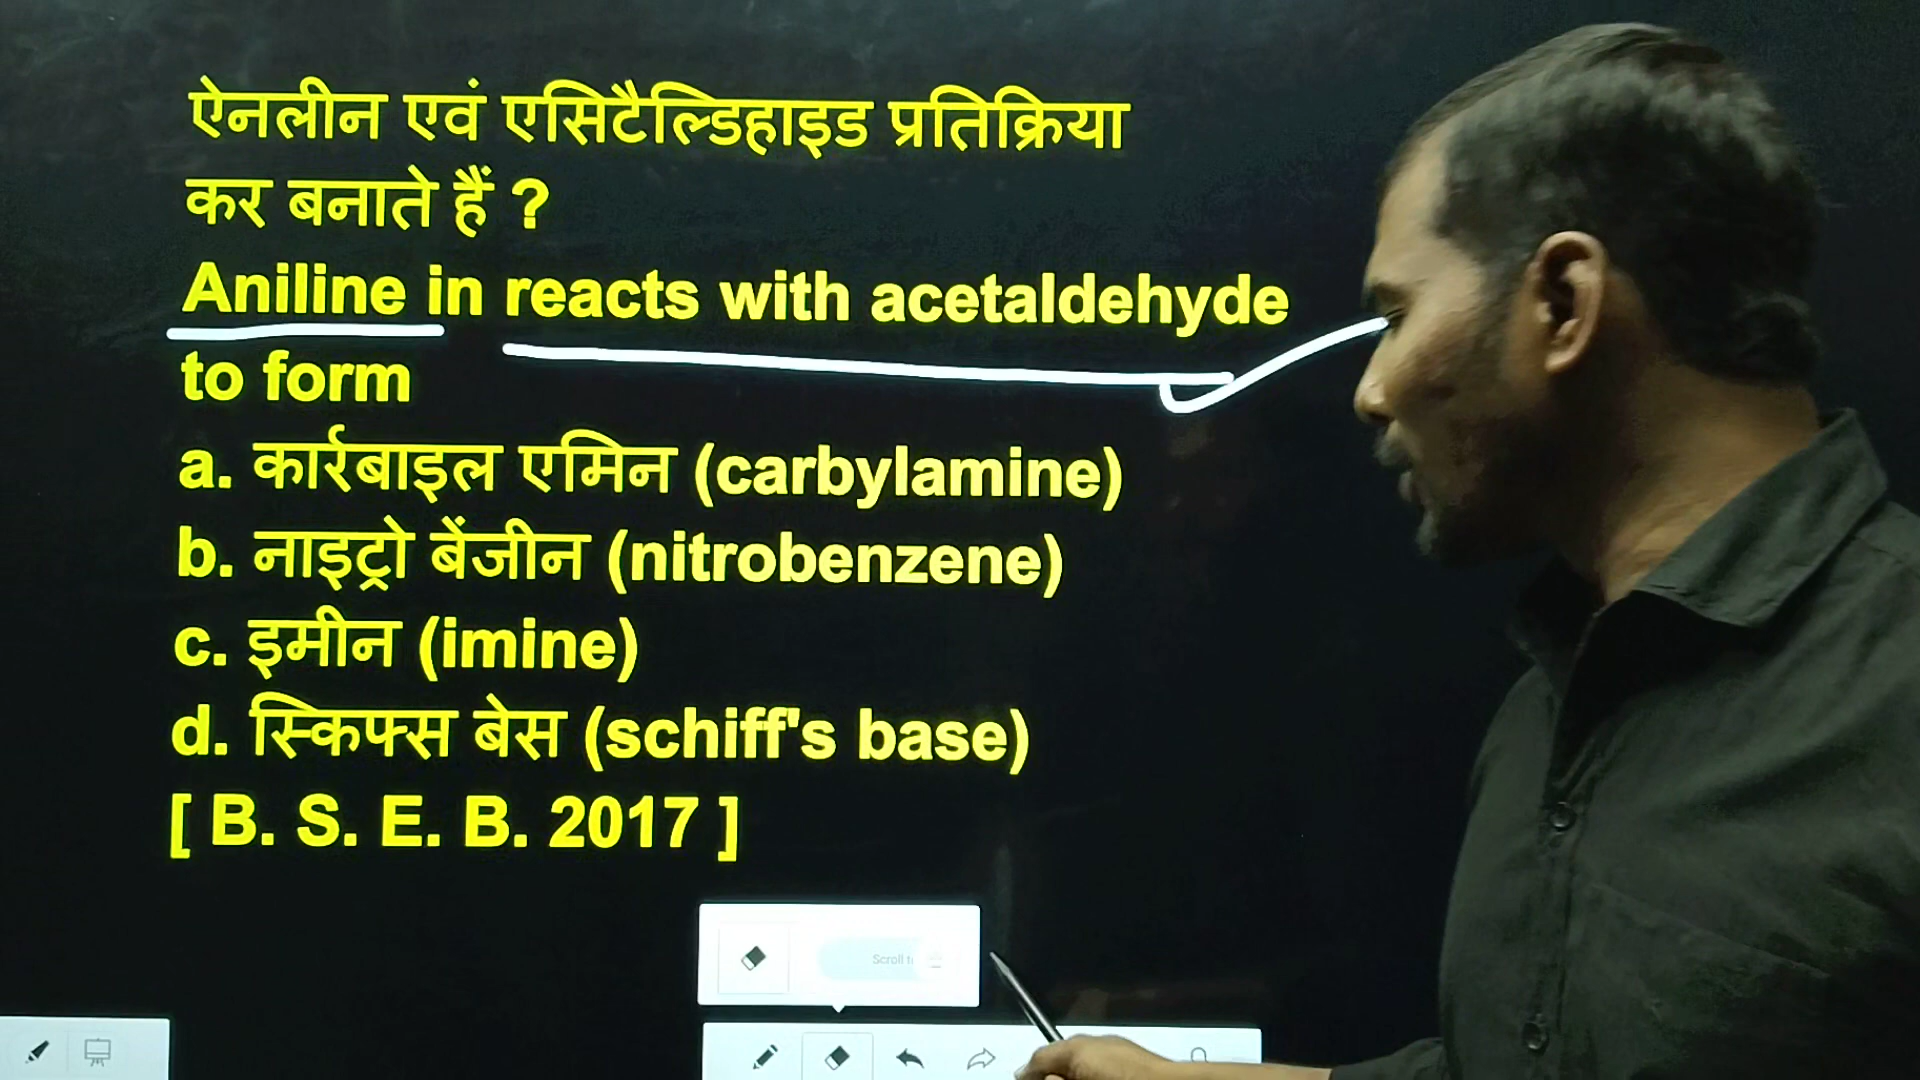 ऐनलीन एवं एसिटैल्डिहाइड प्रतिक्रिया
कर बनाते हैं ?
Aniline in reacts with acetaldehyde
to form
a. कार्रबाइल एमिन (carbylamine)
b. नाइट्रो बेंजीन (nitrobenzene)
c. इमीन (imine)
d. स्किफ्स बेस (schiff's base)
[ B. S. E. B. 2017 ]
Scroll